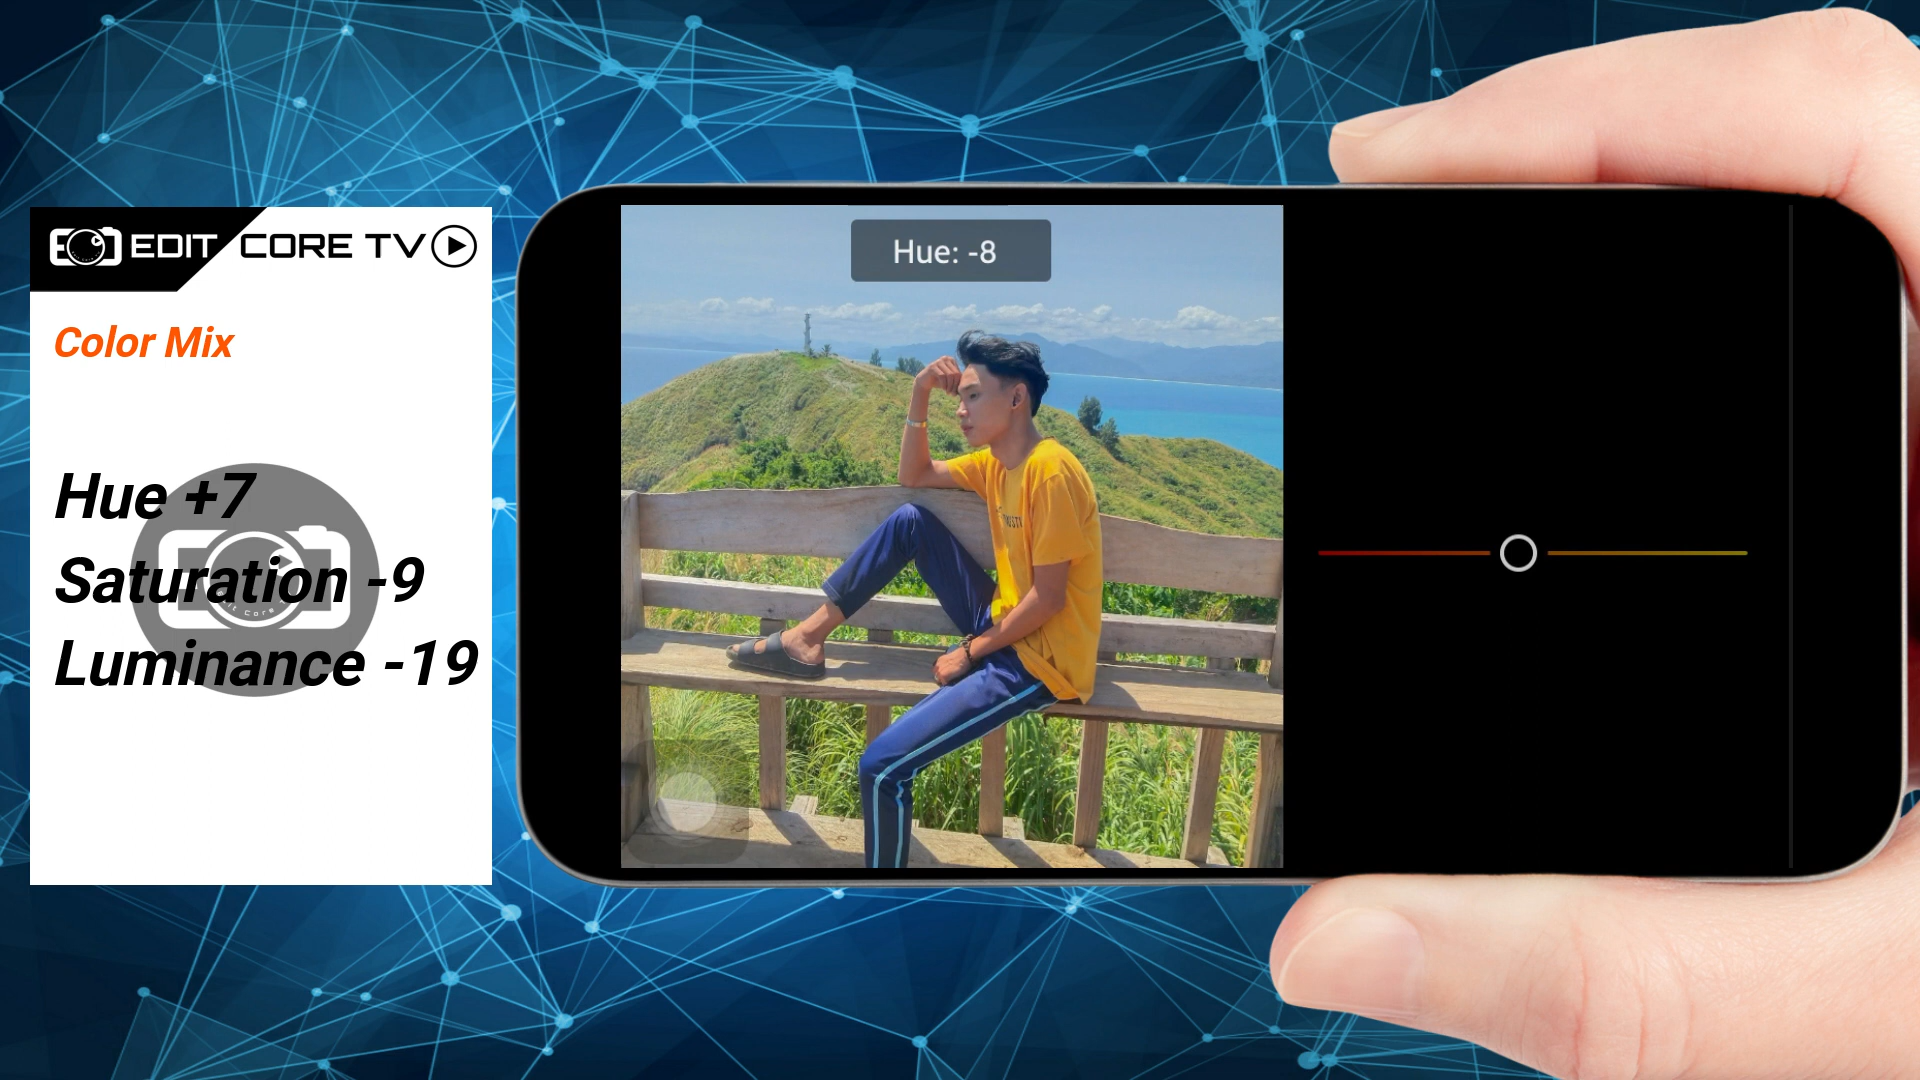 EDIT CORE TV
Color Mix
Hue +7
Saturation -9
Luminance -19
Hue: -8